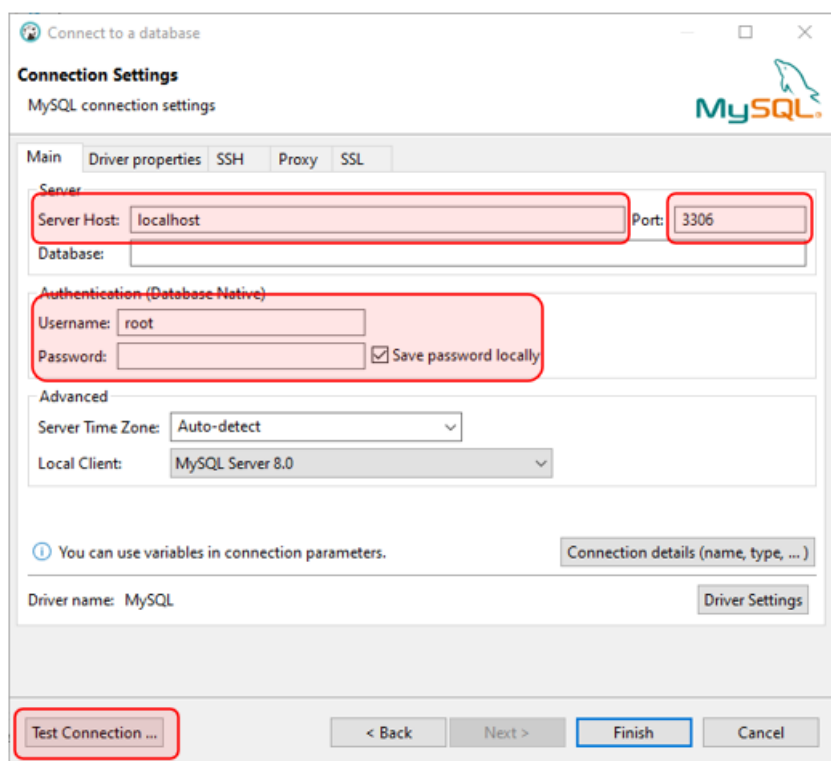 Connect to a database
Connection Settings
MySQL connection settings
MySQL
Main Driver properties SSH Proxy SSL
Server
Server Host: localhost Port: 3306
Database:
Authentication (Database Native)
Username: root
Password: Save password locally
Advanced
Server Time Zone: Auto-detect
Local Client: MySQL Server 8.0
You can use variables in connection parameters. Connection details (name, type, ... )
Driver name: MySQL Driver Settings
Test Connection ... < Back Next > Finish Cancel